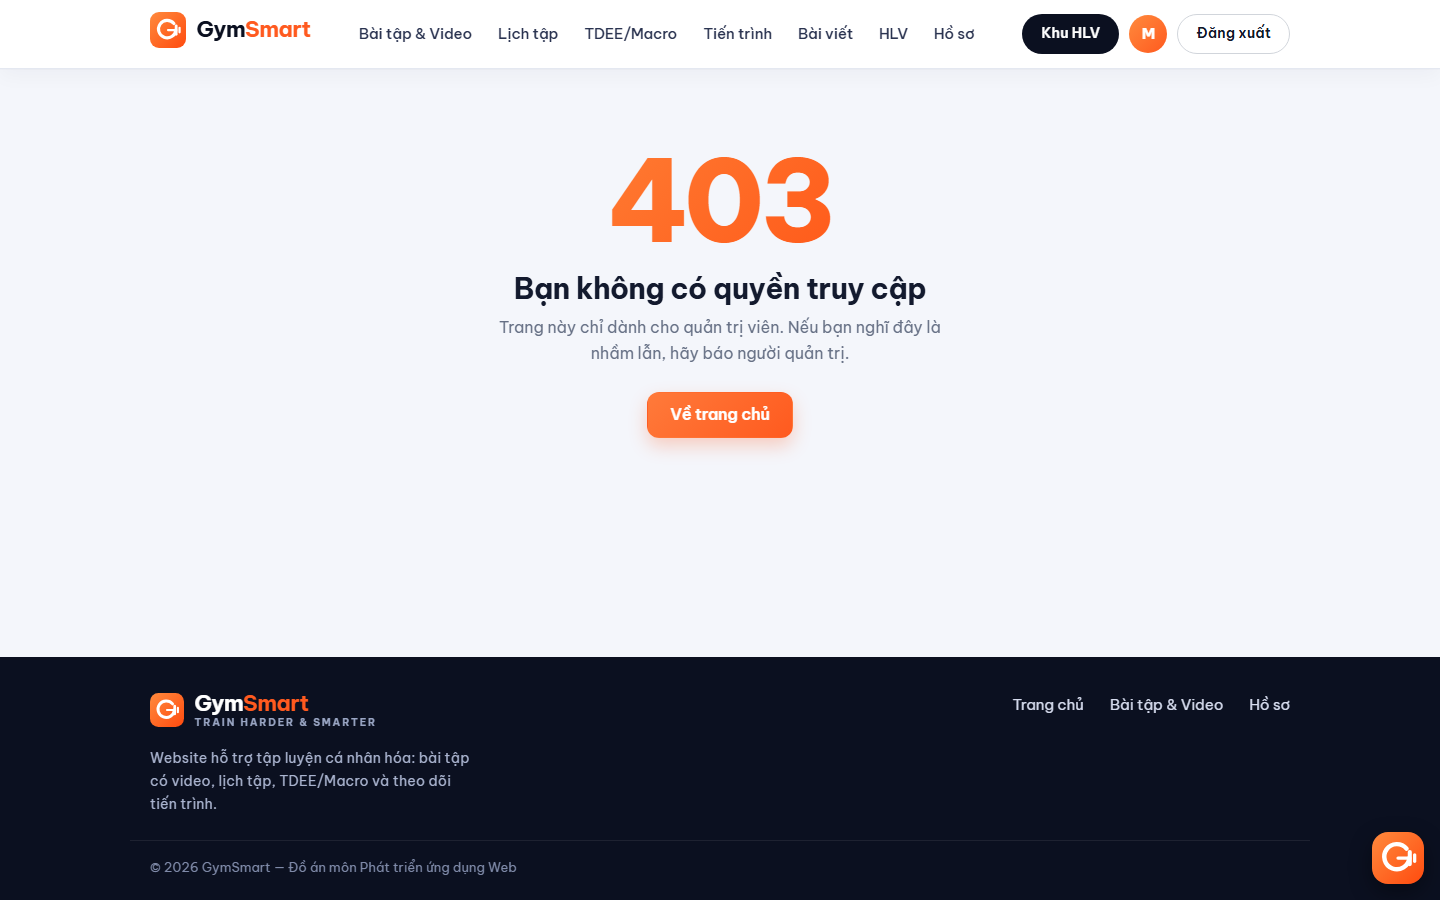 GymSmart
Bài tập & Video
Lịch tập
TDEE/Macro
Tiến trình
Bài viết
HLV
Hồ sơ
Khu HLV
M
Đăng xuất
403
Bạn không có quyền truy cập
Trang này chỉ dành cho quản trị viên. Nếu bạn nghĩ đây là
nhầm lẫn, hãy báo người quản trị.
Về trang chủ
GymSmart
TRAIN HARDER & SMARTER
Trang chủ
Bài tập & Video
Hồ sơ
Website hỗ trợ tập luyện cá nhân hóa: bài tập
có video, lịch tập, TDEE/Macro và theo dõi
tiến trình.
© 2026 GymSmart — Đồ án môn Phát triển ứng dụng Web